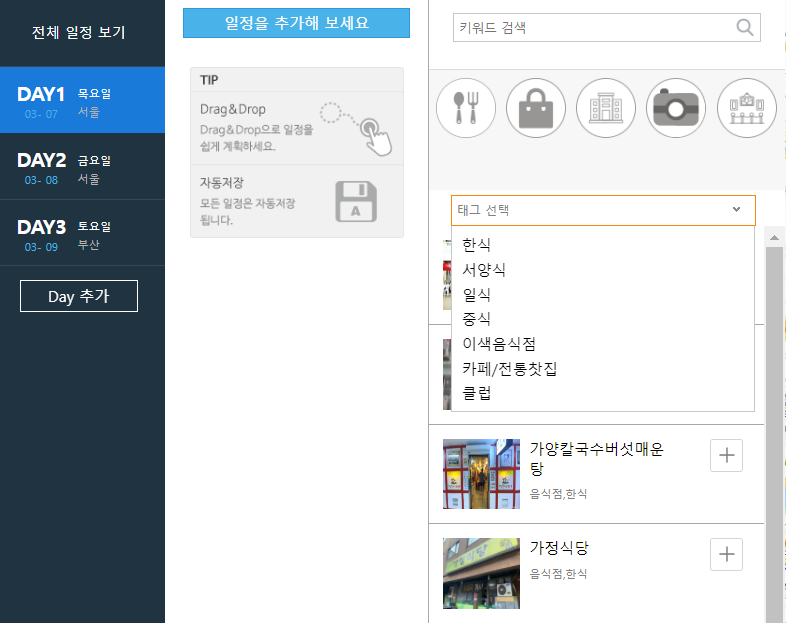 전체 일정 보기
DAY1 목요일
03- 07 서울
DAY2 금요일
03- 08 서울
DAY3 토요일
03- 09 부산
Day 추가
일정을 추가해 보세요
TIP
Drag&Drop
Drag&Drop으로 일정을
쉽게 계획하세요.
자동저장
모든 일정은 자동저장
됩니다.
A
키워드 검색
태그 선택
한식
서양식
일식
중식
이색음식점
카페/전통찻집
클럽
가양칼국수버섯매운
탕
음식점,한식
가정식당
음식점,한식